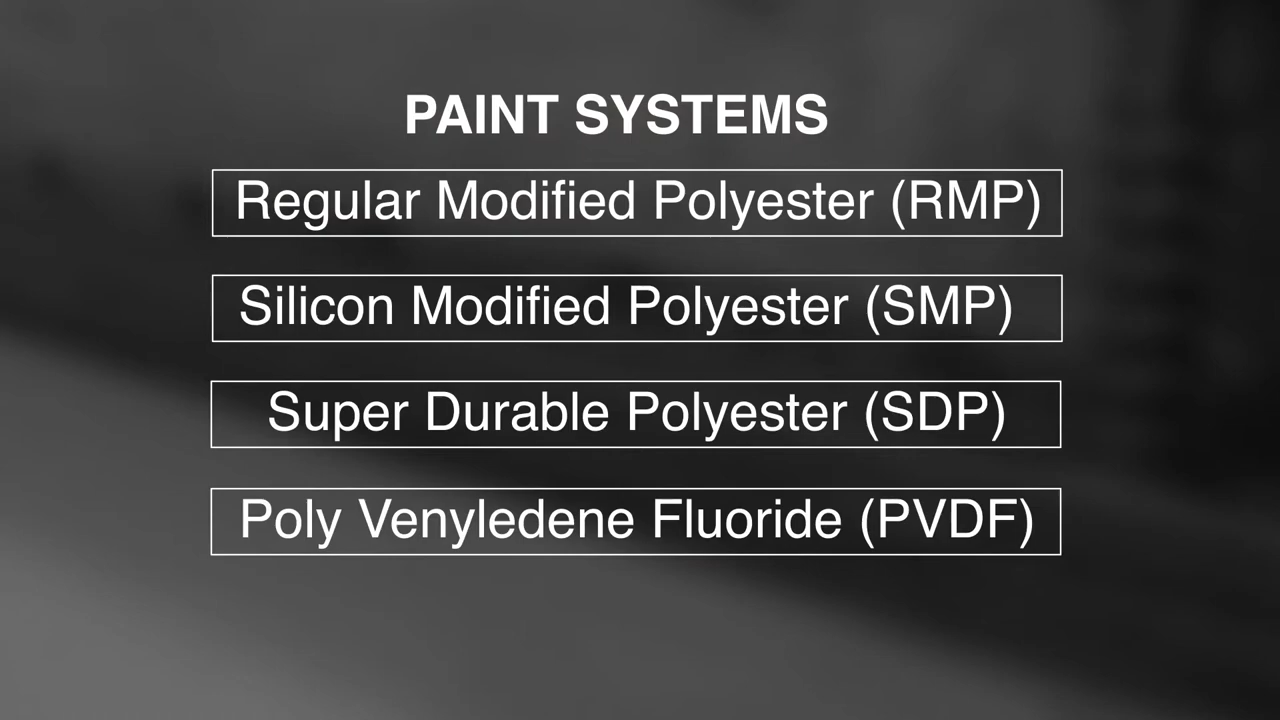 PAINT SYSTEMS
Regular Modified Polyester (RMP)
Silicon Modified Polyester (SMP)
Super Durable Polyester (SDP)
Poly Venyledene Fluoride (PVDF)